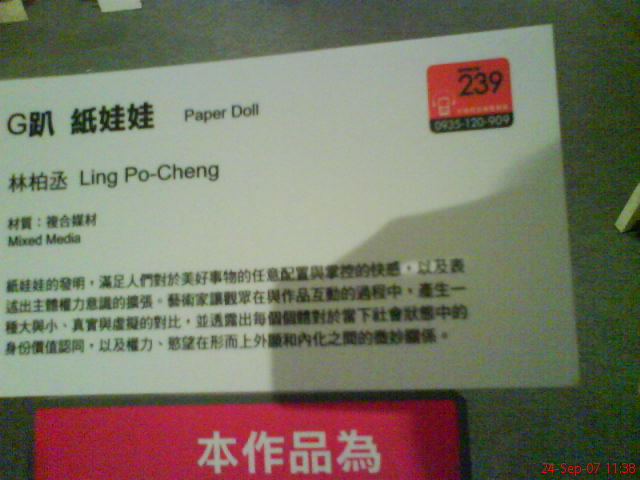 G趴 紙娃娃 Paper Doll
239
0935-120-909
林柏丞 Ling Po-Cheng
材質：複合媒材
Mixed Media
紙娃娃的發明，滿足人們對於美好事物的任意配置與掌控的快感，以及表
述出主體權力意識的擴張。藝術家讓觀眾在與作品互動的過程中，產生一
種大與小、真實與虛擬的對比，並透露出每個個體對於當下社會狀態中的
身份價值認同，以及權力、慾望在形而上外顯和內化之間的微妙關係。
本作品為
24-Sep-07 11:38